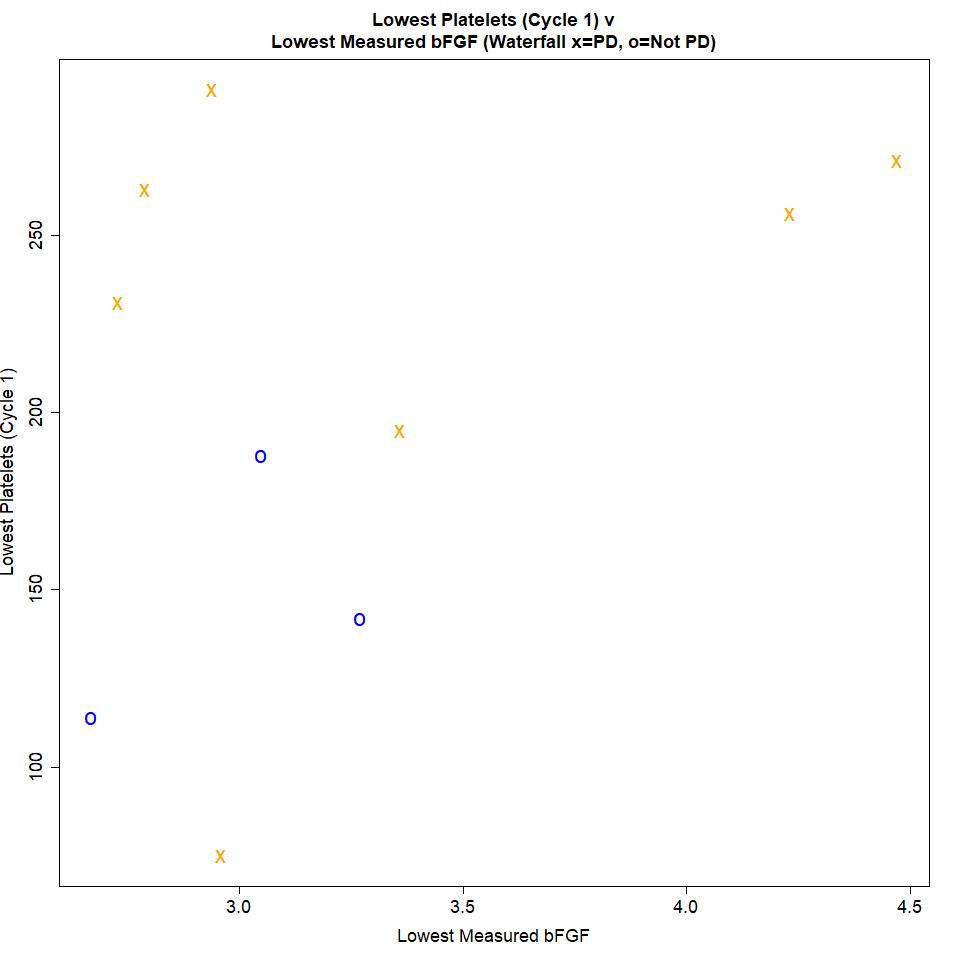 Lowest Platelets (Cycle 1) v
Lowest Measured bFGF (Waterfall x=PD, o=Not PD)
Lowest Platelets (Cycle 1)
250
200
150
100
X
X
X
X
X
X
O
O
O
X
3.0
3.5
4.0
4.5
Lowest Measured bFGF